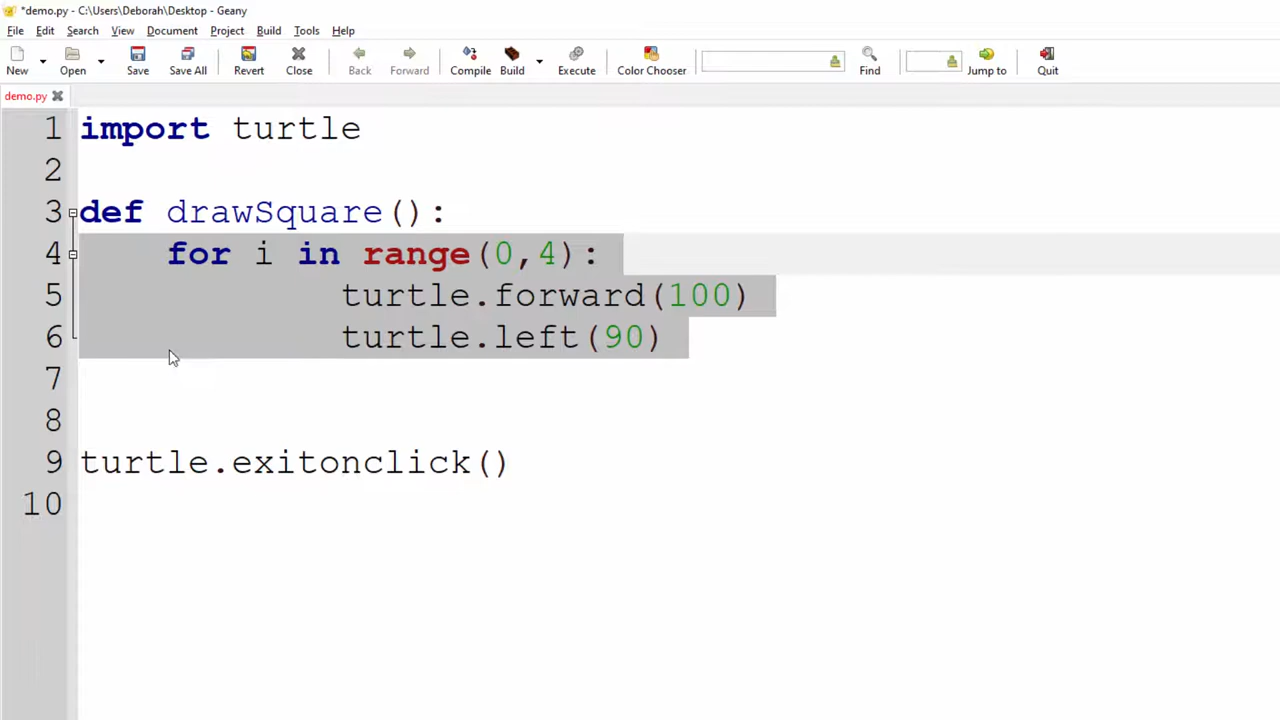 *demo.py - C:\Users\Deborah\Desktop - Geany
File Edit Search View Document Project Build Tools Help
New Open Save Save All Revert Close Back Forward Compile Build Execute Color Chooser Find Jump to Quit
demo.py
1 import turtle
2
3 def drawSquare():
4 for i in range(0,4):
5 turtle.forward(100)
6 turtle.left(90)
7
8
9 turtle.exitonclick()
10